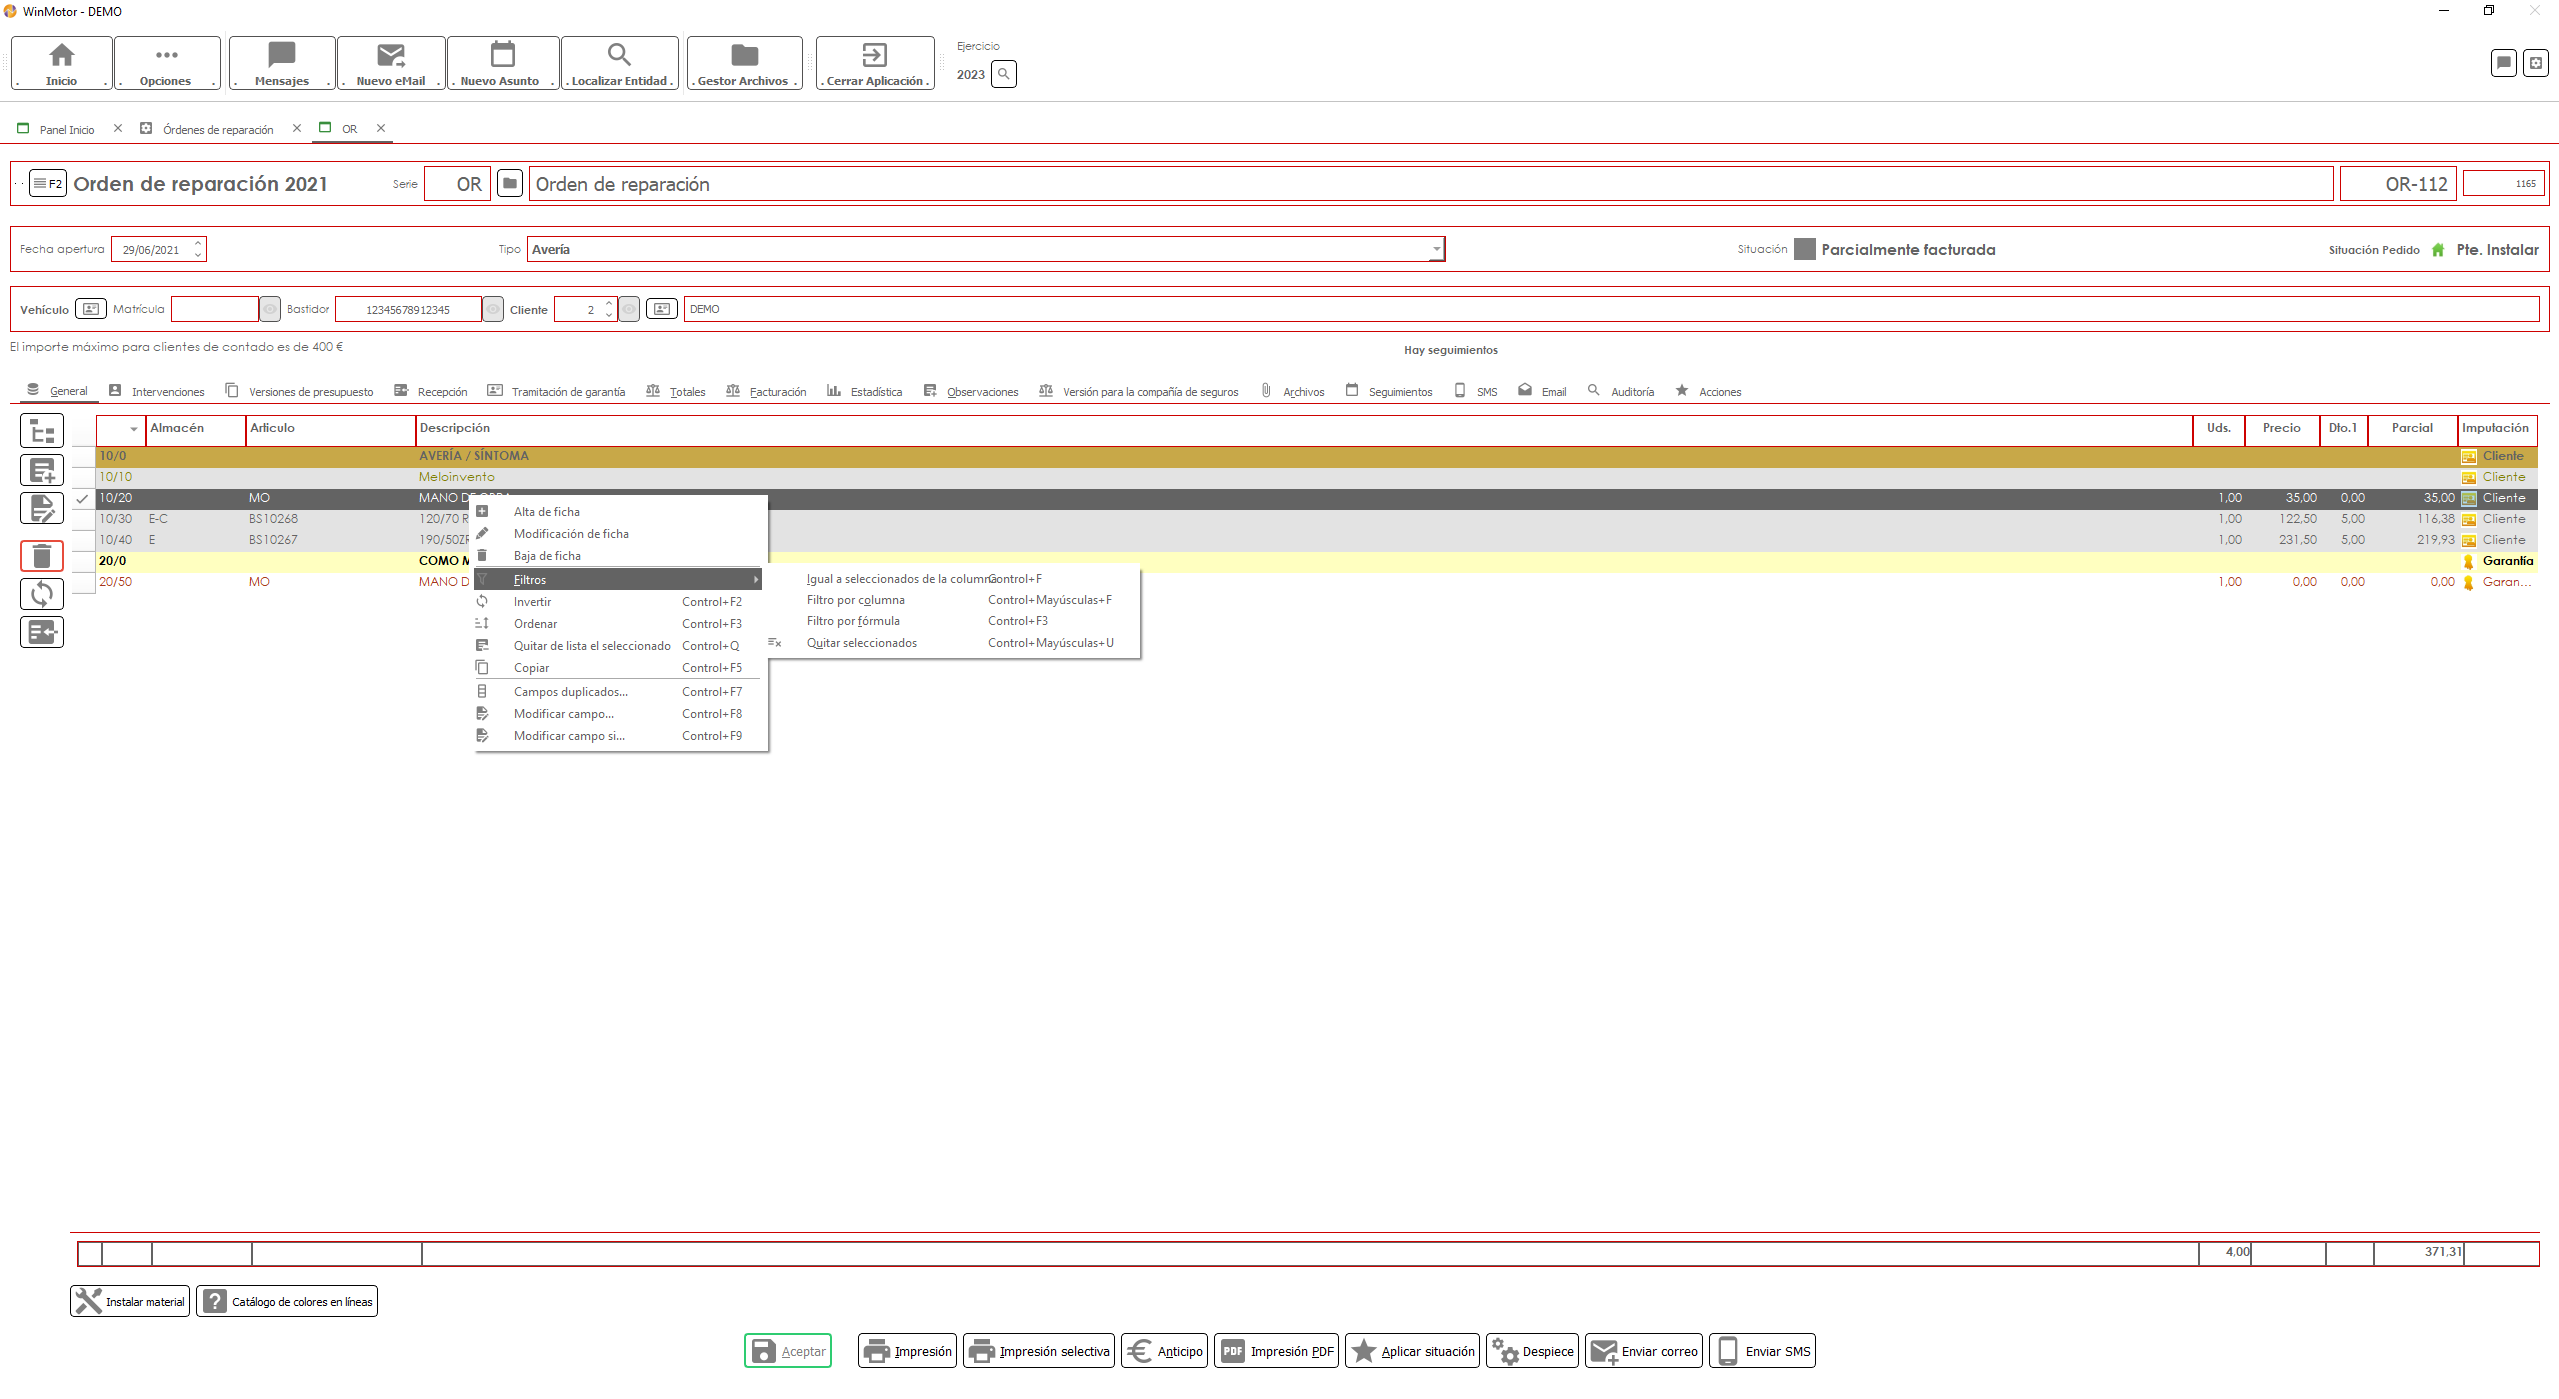 WinMotor - DEMO
Inicio
Opciones
Mensajes
Nuevo eMail
Nuevo Asunto
Localizar Entidad
Gestor Archivos
Cerrar Aplicación
Ejercicio
2023
Panel Inicio
Órdenes de reparación
OR
F2 Orden de reparación 2021 Serie OR Orden de reparación OR-112 1165
Fecha apertura 29/06/2021 Tipo Avería Situación Parcialmente facturada Situación Pedido Pte. Instalar
Vehículo Matrícula Bastidor 12345678912345 Cliente 2 DEMO
El importe máximo para clientes de contado es de 400 €
Hay seguimientos
General Intervenciones Versiones de presupuesto Recepción Tramitación de garantía Totales Facturación Estadística Observaciones Versión para la compañía de seguros Archivos Seguimientos SMS Email Auditoría Acciones
Almacén Articulo Descripción Uds. Precio Dto.1 Parcial Imputación
10/0 AVERÍA / SÍNTOMA Cliente
10/10 Meloinvento Cliente
10/20 MO MANO 1,00 35,00 0,00 35,00 Cliente
10/30 E-C BS10268 120/70 R 1,00 122,50 5,00 116,38 Cliente
10/40 E BS10267 190/50ZR 1,00 231,50 5,00 219,93 Cliente
20/0 COMO M Garantía
20/50 MO MANO D 1,00 0,00 0,00 0,00 Garan...
Alta de ficha
Modificación de ficha
Baja de ficha
Filtros
Invertir Control+F2
Ordenar Control+F3
Quitar de lista el seleccionado Control+Q
Copiar Control+F5
Campos duplicados... Control+F7
Modificar campo... Control+F8
Modificar campo si... Control+F9
Igual a seleccionados de la columna Control+F
Filtro por columna Control+Mayúsculas+F
Filtro por fórmula Control+F3
Quitar seleccionados Control+Mayúsculas+U
4,00 371,31
Instalar material
Catálogo de colores en líneas
Aceptar
Impresión
Impresión selectiva
Anticipo
PDF Impresión PDF
Aplicar situación
Despiece
Enviar correo
Enviar SMS